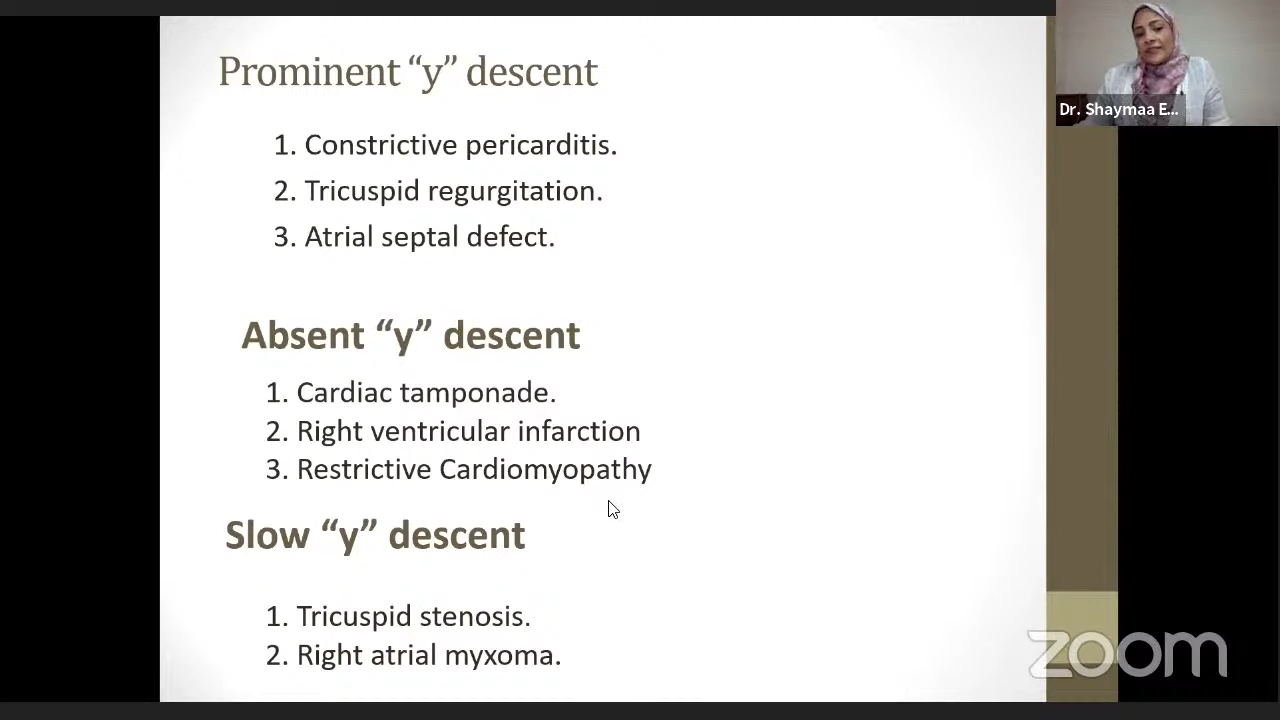 Prominent “y” descent
1. Constrictive pericarditis.
2. Tricuspid regurgitation.
3. Atrial septal defect.
Absent “y” descent
1. Cardiac tamponade.
2. Right ventricular infarction
3. Restrictive Cardiomyopathy
Slow “y” descent
1. Tricuspid stenosis.
2. Right atrial myxoma.
Dr. Shaymaa E...
zoom